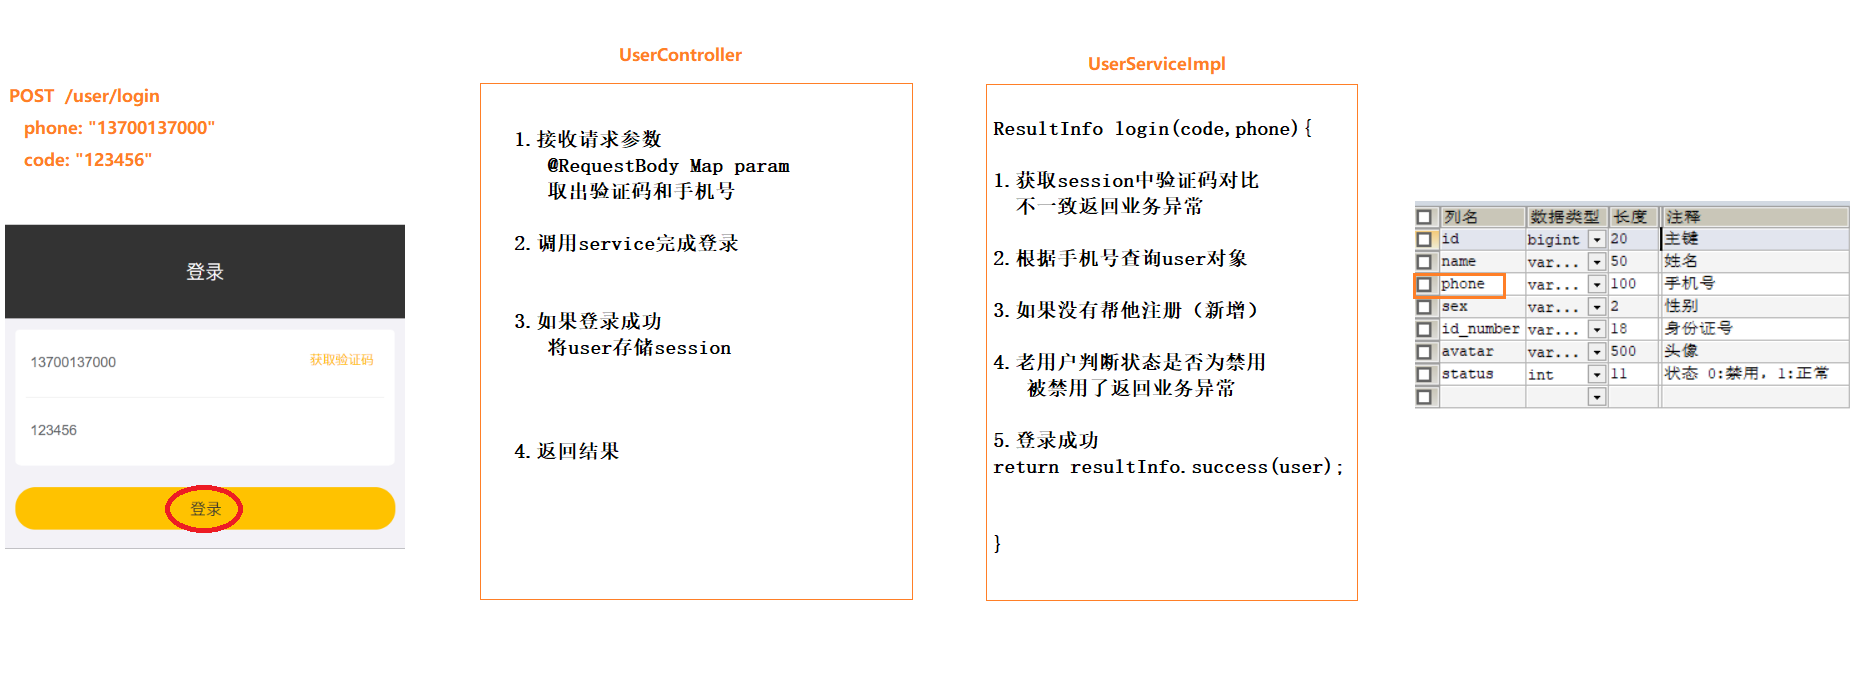 POST /user/login
phone: "13700137000"
code: "123456"
登录
13700137000
获取验证码
123456
登录
UserController
1.接收请求参数
@RequestBody Map param
取出验证码和手机号
2.调用service完成登录
3.如果登录成功
将user存储session
4.返回结果
UserServiceImpl
ResultInfo login(code,phone){
1.获取session中验证码对比
不一致返回业务异常
2.根据手机号查询user对象
3.如果没有帮他注册（新增）
4.老用户判断状态是否为禁用
被禁用了返回业务异常
5.登录成功
return resultInfo.success(user);
}
列名 数据类型 长度 注释
id bigint 20 主键
name var... 50 姓名
phone var... 100 手机号
sex var... 2 性别
id_number var... 18 身份证号
avatar var... 500 头像
status int 11 状态 0:禁用，1:正常